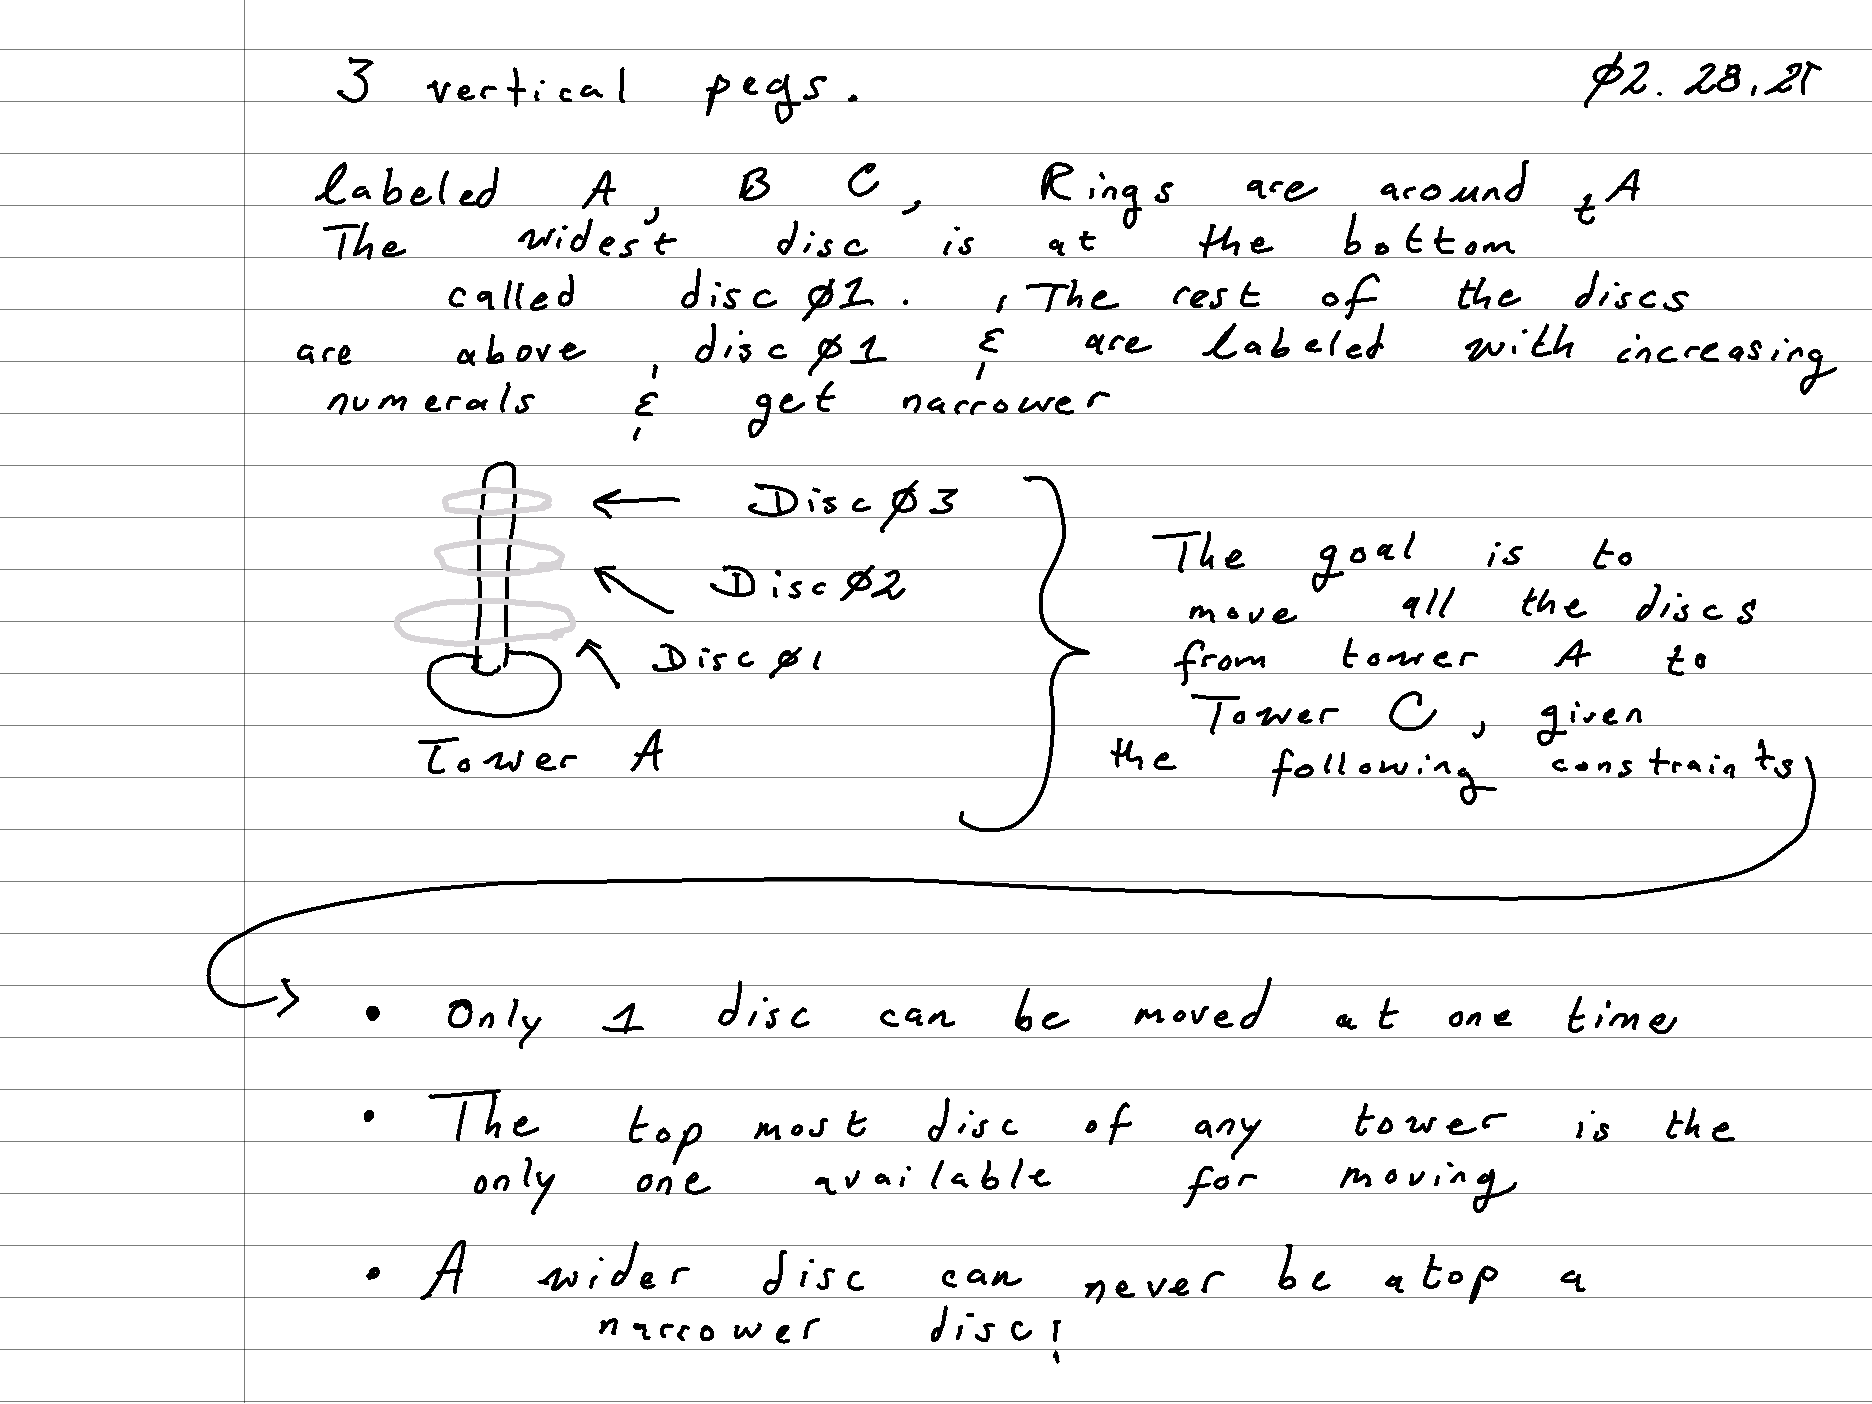 3 vertical pegs. ø2.28.25
labeled A, B C, Rings are around tA
The widest disc is at the bottom
called disc ø1. , The rest of the discs
are above, disc ø1 & are labeled with increasing
numerals & get narrower
Disc ø3
Disc ø2
Disc ø1
Tower A
The goal is to
move all the discs
from tower A to
Tower C, given
the following constraints
• Only 1 disc can be moved at one time
• The top most disc of any tower is the
only one available for moving
• A wider disc can never be atop a
narrower disc!